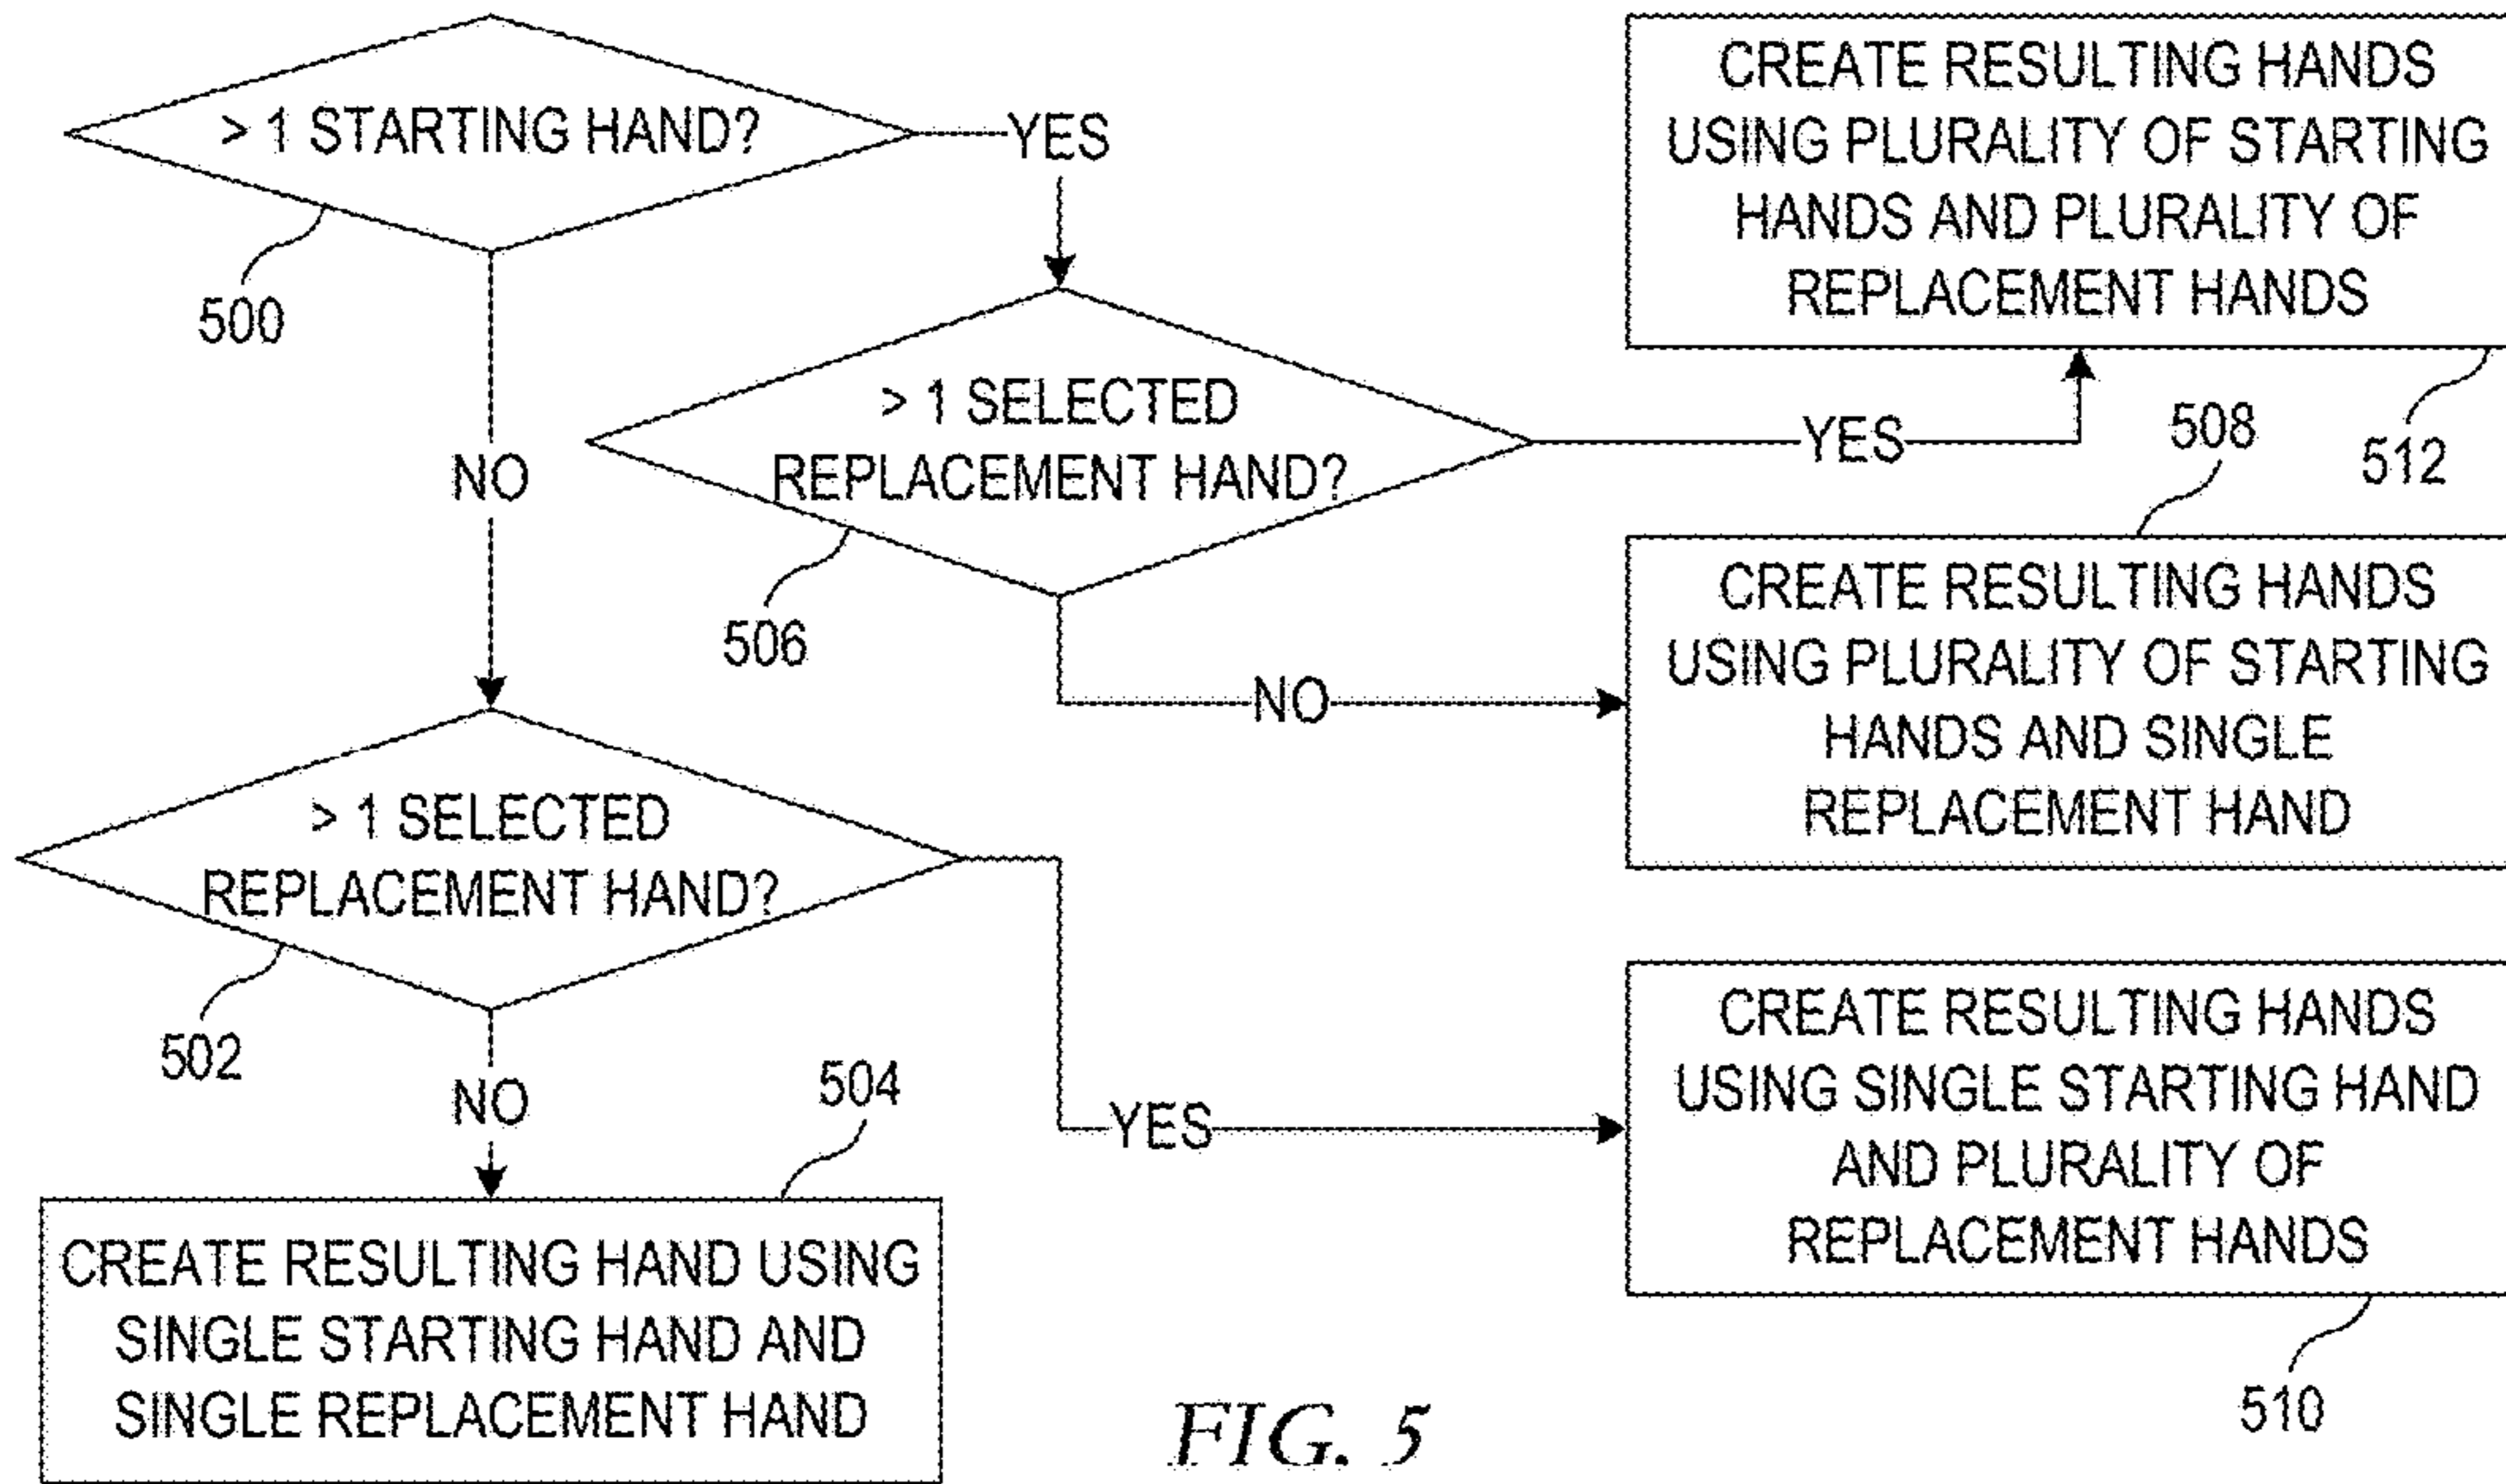 > 1 STARTING HAND?
YES
500
NO
> 1 SELECTED
REPLACEMENT HAND?
506
YES
NO
CREATE RESULTING HANDS
USING PLURALITY OF STARTING
HANDS AND PLURALITY OF
REPLACEMENT HANDS
512
508
CREATE RESULTING HANDS
USING PLURALITY OF STARTING
HANDS AND SINGLE
REPLACEMENT HAND
> 1 SELECTED
REPLACEMENT HAND?
502
NO
YES
504
CREATE RESULTING HAND USING
SINGLE STARTING HAND AND
SINGLE REPLACEMENT HAND
CREATE RESULTING HANDS
USING SINGLE STARTING HAND
AND PLURALITY OF
REPLACEMENT HANDS
510
FIG. 5